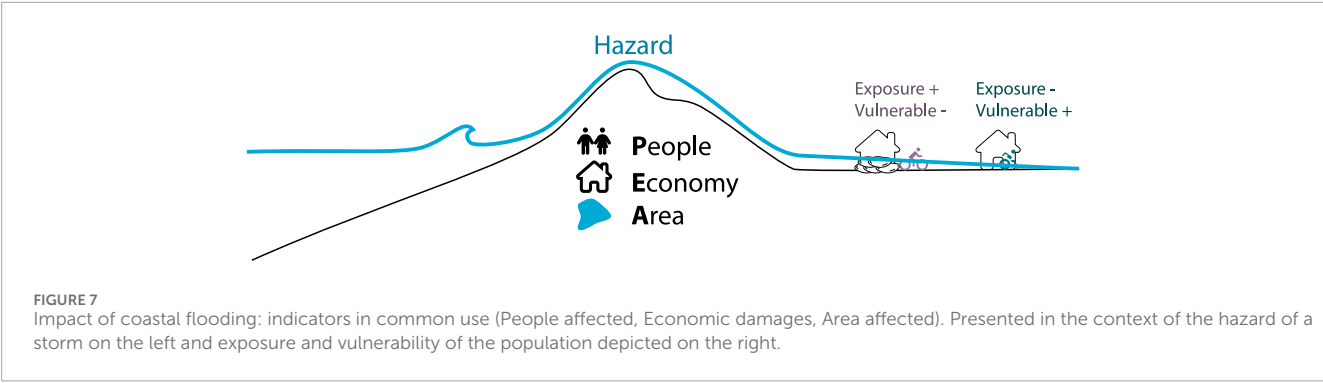 Hazard
Exposure +
Vulnerable -
Exposure -
Vulnerable +
People
Economy
Area
FIGURE 7
Impact of coastal flooding: indicators in common use (People affected, Economic damages, Area affected). Presented in the context of the hazard of a
storm on the left and exposure and vulnerability of the population depicted on the right.